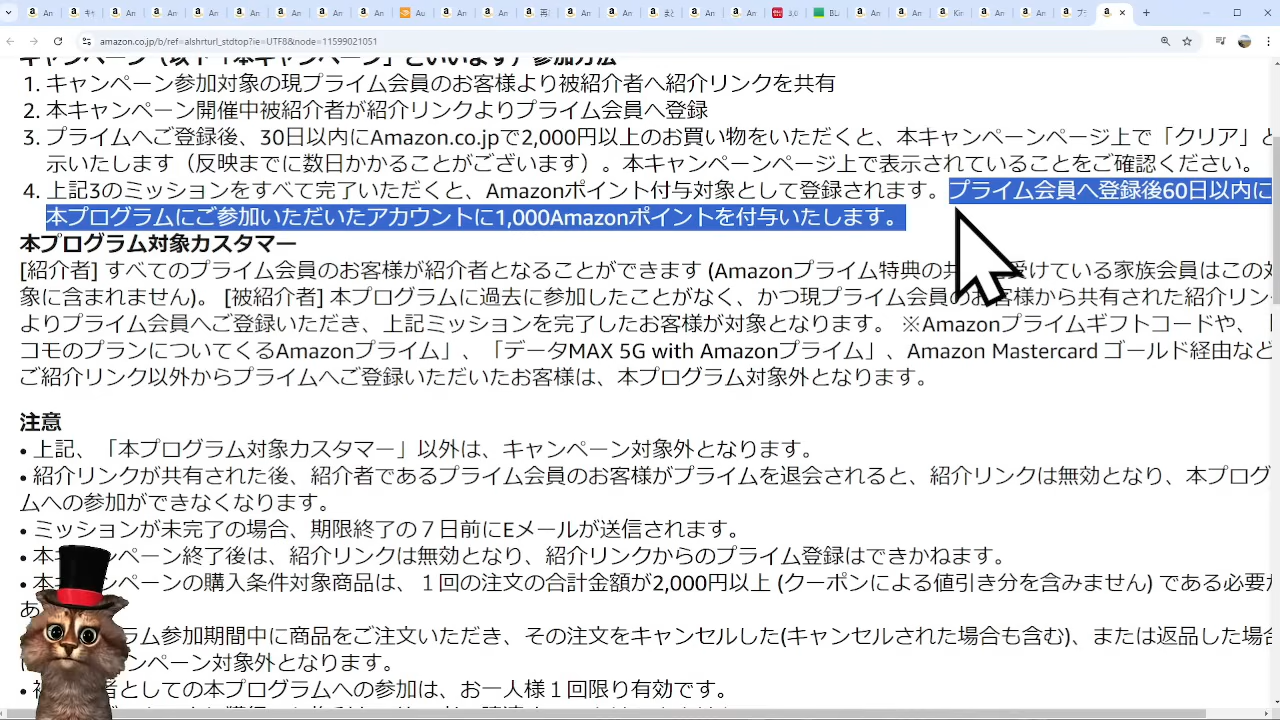 amazon.co.jp/b/ref=alshrturl_stdtop?ie=UTF8&node=11599021051
キャンペーン（以下「本キャンペーン」といいます）参加方法
1. キャンペーン参加対象の現プライム会員のお客様より被紹介者へ紹介リンクを共有
2. 本キャンペーン開催中被紹介者が紹介リンクよりプライム会員へ登録
3. プライムへご登録後、30日以内にAmazon.co.jpで2,000円以上のお買い物をいただくと、本キャンペーンページ上で「クリア」と
示いたします（反映までに数日かかることがございます）。本キャンペーンページ上で表示されていることをご確認ください。
4. 上記3のミッションをすべて完了いただくと、Amazonポイント付与対象として登録されます。プライム会員へ登録後60日以内に
本プログラムにご参加いただいたアカウントに1,000Amazonポイントを付与いたします。
本プログラム対象カスタマー
[紹介者] すべてのプライム会員のお客様が紹介者となることができます (Amazonプライム特典の共 受けている家族会員はこの対
象に含まれません)。 [被紹介者] 本プログラムに過去に参加したことがなく、かつ現プライム会員のお客様から共有された紹介リン
よりプライム会員へご登録いただき、上記ミッションを完了したお客様が対象となります。 ※Amazonプライムギフトコードや、
コモのプランについてくるAmazonプライム」、「データMAX 5G with Amazonプライム」、Amazon Mastercard ゴールド経由など
ご紹介リンク以外からプライムへご登録いただいたお客様は、本プログラム対象外となります。
注意
• 上記、「本プログラム対象カスタマー」以外は、キャンペーン対象外となります。
• 紹介リンクが共有された後、紹介者であるプライム会員のお客様がプライムを退会されると、紹介リンクは無効となり、本プログ
ムへの参加ができなくなります。
• ミッションが未完了の場合、期限終了の７日前にEメールが送信されます。
• 本 ンペーン終了後は、紹介リンクは無効となり、紹介リンクからのプライム登録はできかねます。
• 本 ンペーンの購入条件対象商品は、１回の注文の合計金額が2,000円以上 (クーポンによる値引き分を含みません) である必要が
あ
ラム参加期間中に商品をご注文いただき、その注文をキャンセルした(キャンセルされた場合も含む)、または返品した場合
ンペーン対象外となります。
• 被 者としての本プログラムへの参加は、お一人様１回限り有効です。